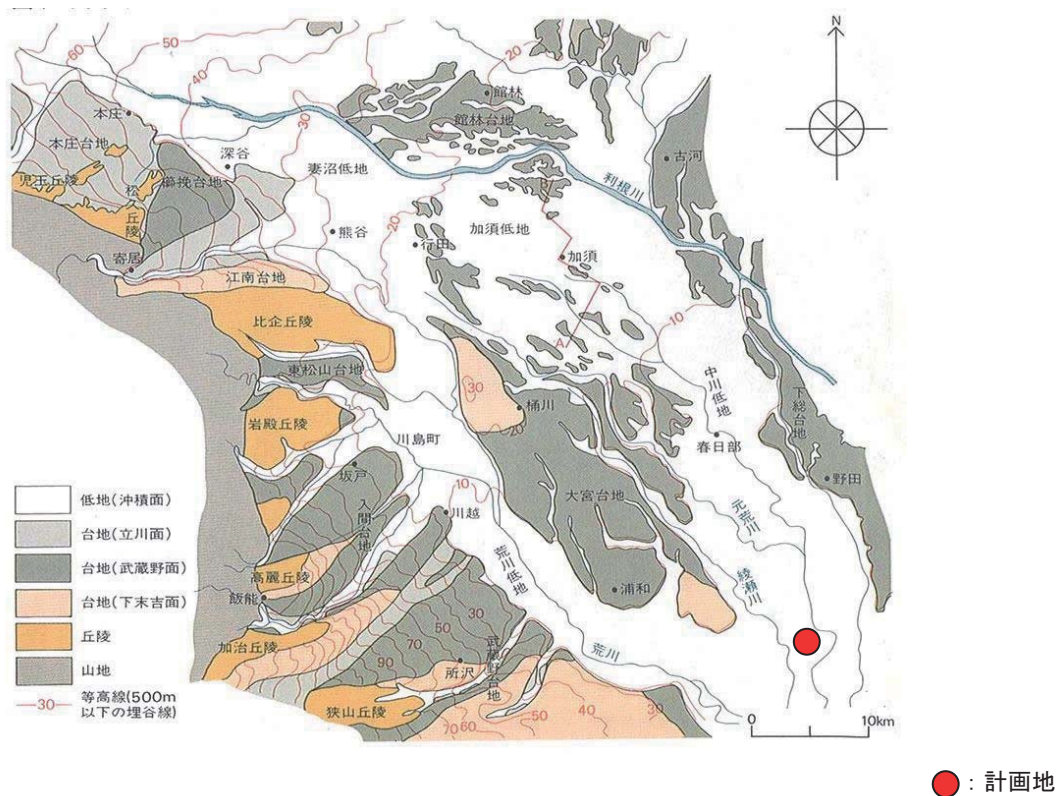 N
60
50
40
30
20
20
館林
館林台地
本庄
本庄台地
深谷
妻沼低地
古河
利根川
児玉丘陵
松
丘
陵
櫛挽台地
熊谷
20
行田
加須低地
加須
寄居
江南台地
比企丘陵
東松山台地
A
10
30
桶川
20
中川低地
春日部
下総台地
野田
岩殿丘陵
川島町
坂戸
入間台地
川越
10
大宮台地
元荒川
綾瀬川
荒川低地
浦和
高麗丘陵
飯能
加治丘陵
30
50
70
90
武蔵野台地
所沢
荒川
狭山丘陵
70
60
50
40
30
低地(沖積面)
台地(立川面)
台地(武蔵野面)
台地(下末吉面)
丘陵
山地
30
等高線(500m
以下の埋谷線)
0
10km
:計画地